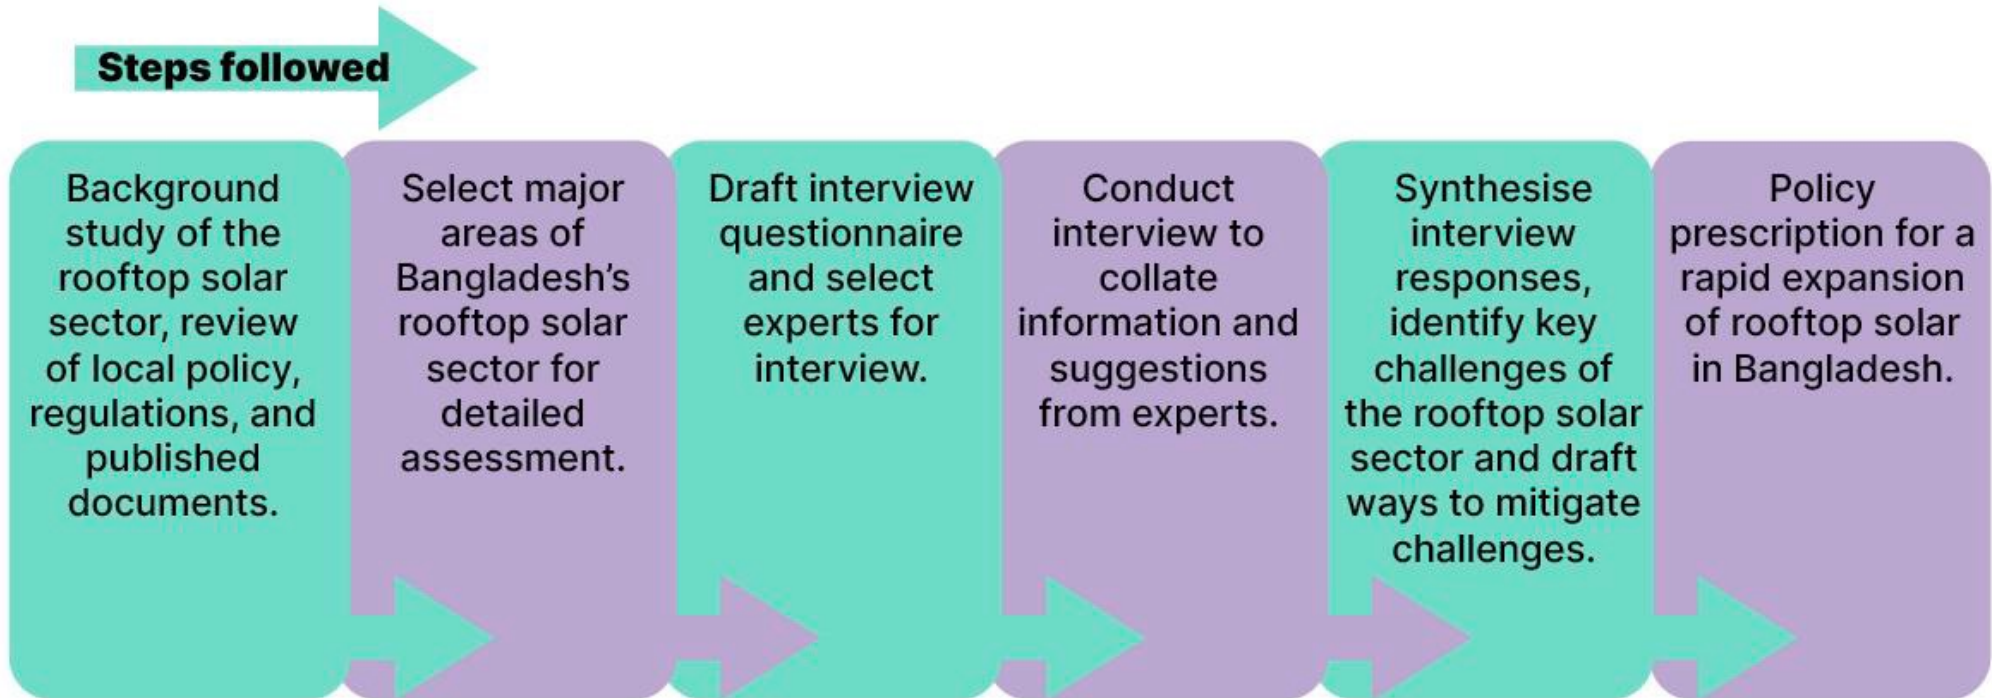 Steps followed
Background
study of the
rooftop solar
sector, review
of local policy,
regulations, and
published
documents.
Select major
areas of
Bangladesh’s
rooftop solar
sector for
detailed
assessment.
Draft interview
questionnaire
and select
experts for
interview.
Conduct
interview to
collate
information and
suggestions
from experts.
Synthesise
interview
responses,
identify key
challenges of
the rooftop solar
sector and draft
ways to mitigate
challenges.
Policy
prescription for a
rapid expansion
of rooftop solar
in Bangladesh.